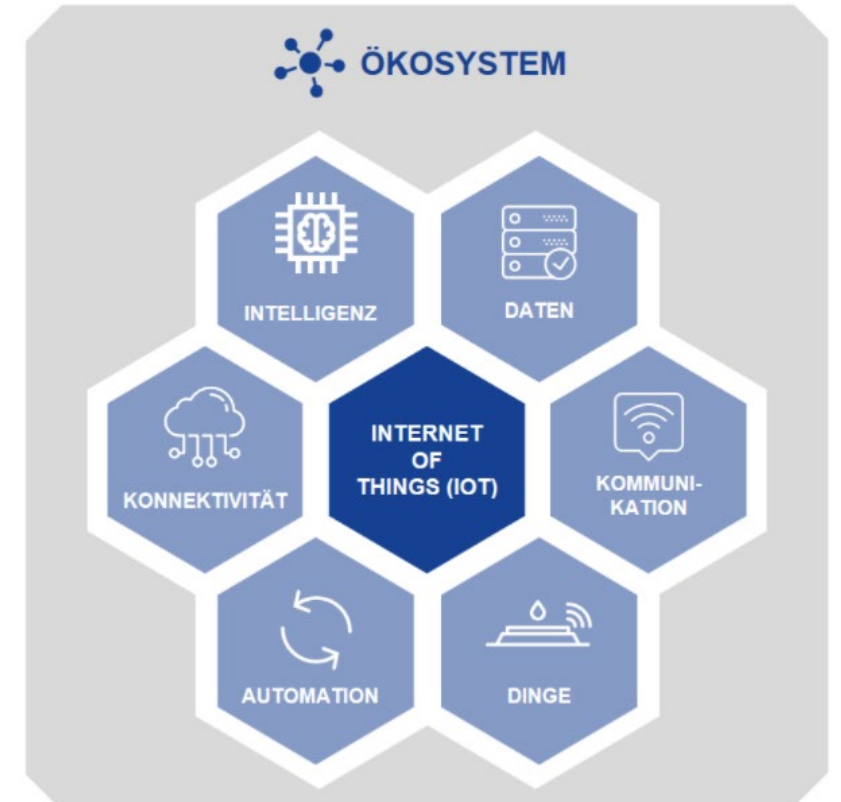 ÖKOSYSTEM
INTELLIGENZ
DATEN
KONNEKTIVITÄT
INTERNET
OF
THINGS (IOT)
KOMMUNI-
KATION
AUTOMATION
DINGE